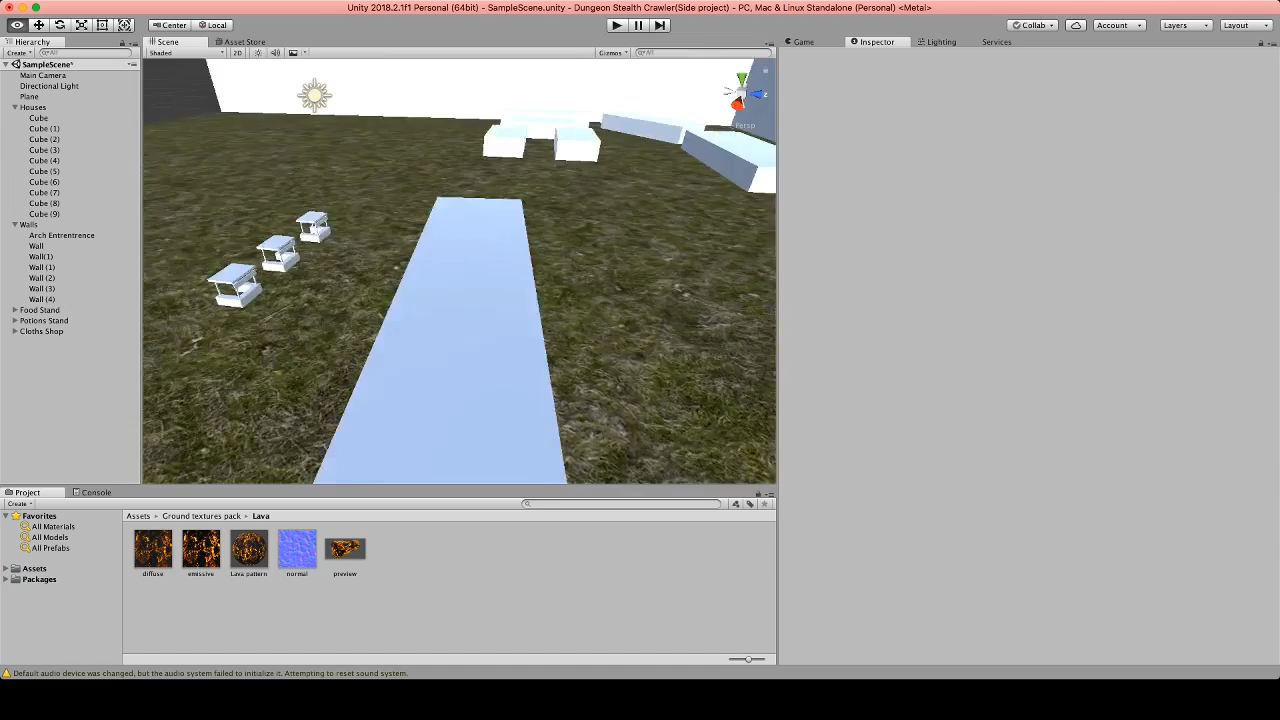 Unity 2018.2.1f1 Personal (64bit) - SampleScene.unity - Dungeon Stealth Crawler(Side project) - PC, Mac & Linux Standalone (Personal) <Metal>
Center Local Collab Account Layers Layout
Hierarchy Scene Asset Store Game Inspector Lighting Services
Create All Shaded 2D Gizmos All
SampleScene*
Main Camera
Directional Light
Plane
Houses
Cube
Cube (1)
Cube (2)
Cube (3)
Cube (4)
Cube (5)
Cube (6)
Cube (7)
Cube (8)
Cube (9)
Walls
Arch Entrentrence
Wall
Wall(1)
Wall (1)
Wall (2)
Wall (3)
Wall (4)
Food Stand
Potions Stand
Cloths Shop
Persp
Project Console
Create
Favorites
All Materials
All Models
All Prefabs
Assets
Packages
Assets Ground textures pack Lava
diffuse emissive Lava pattern normal preview
Default audio device was changed, but the audio system failed to initialize it. Attempting to reset sound system.